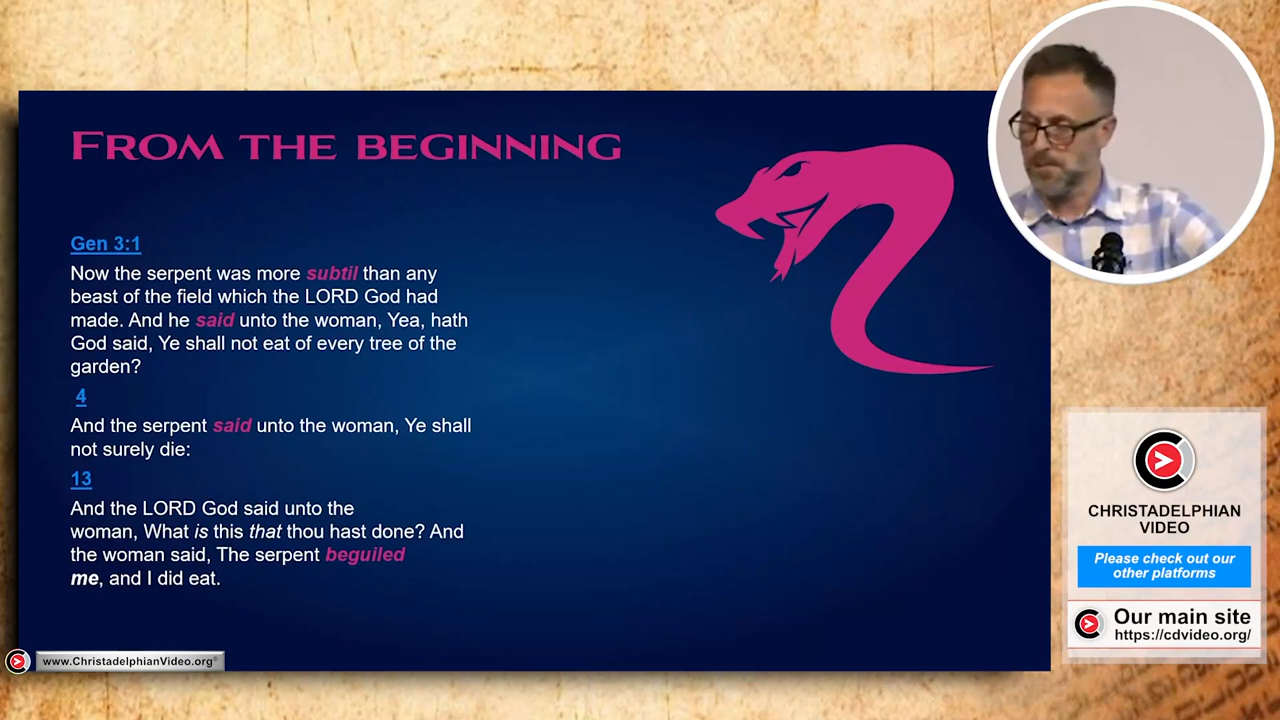 FROM THE BEGINNING
Gen 3:1
Now the serpent was more subtil than any
beast of the field which the LORD God had
made. And he said unto the woman, Yea, hath
God said, Ye shall not eat of every tree of the
garden?
4
And the serpent said unto the woman, Ye shall
not surely die:
13
And the LORD God said unto the
woman, What is this that thou hast done? And
the woman said, The serpent beguiled
me, and I did eat.
www.ChristadelphianVideo.org®
CHRISTADELPHIAN
VIDEO
Please check out our
other platforms
Our main site
https://cdvideo.org/